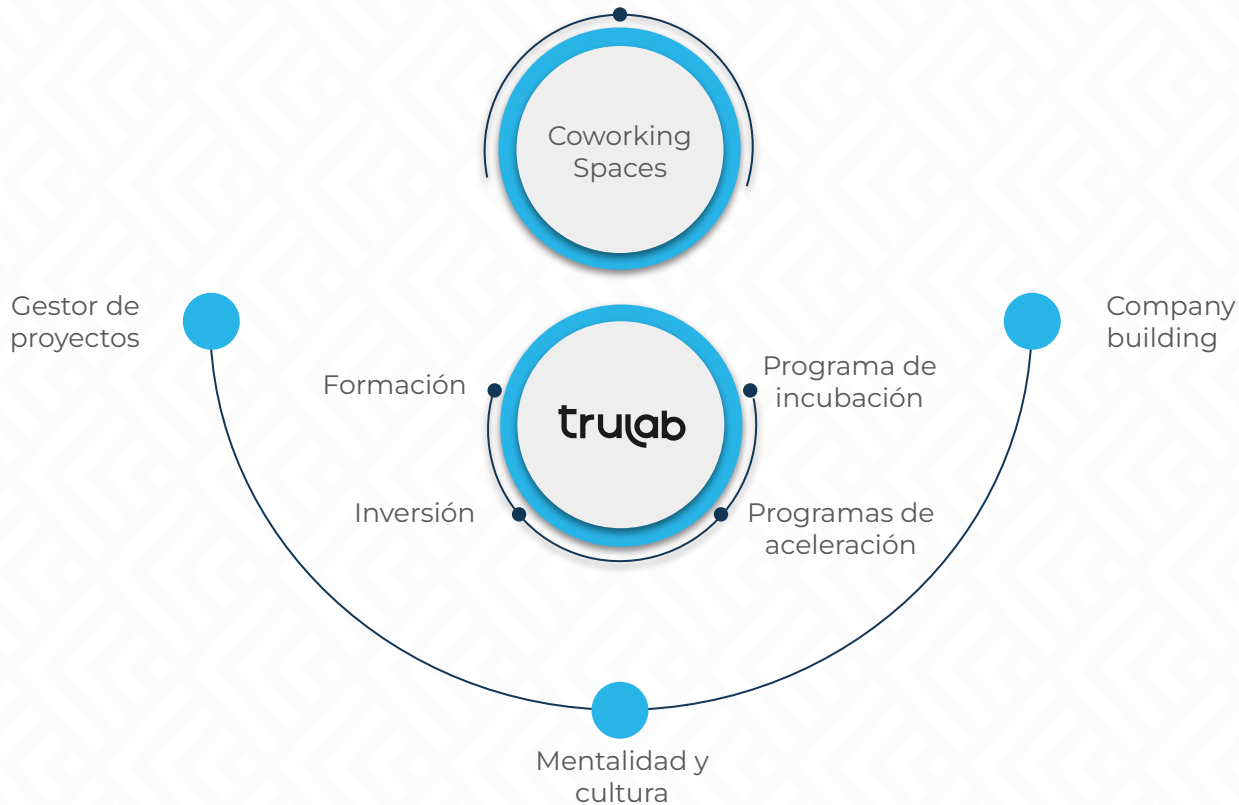 Coworking
Spaces
Gestor de
proyectos
Company
building
Formación
Programa de
incubación
trulab
Inversión
Programas de
aceleración
Mentalidad y
cultura